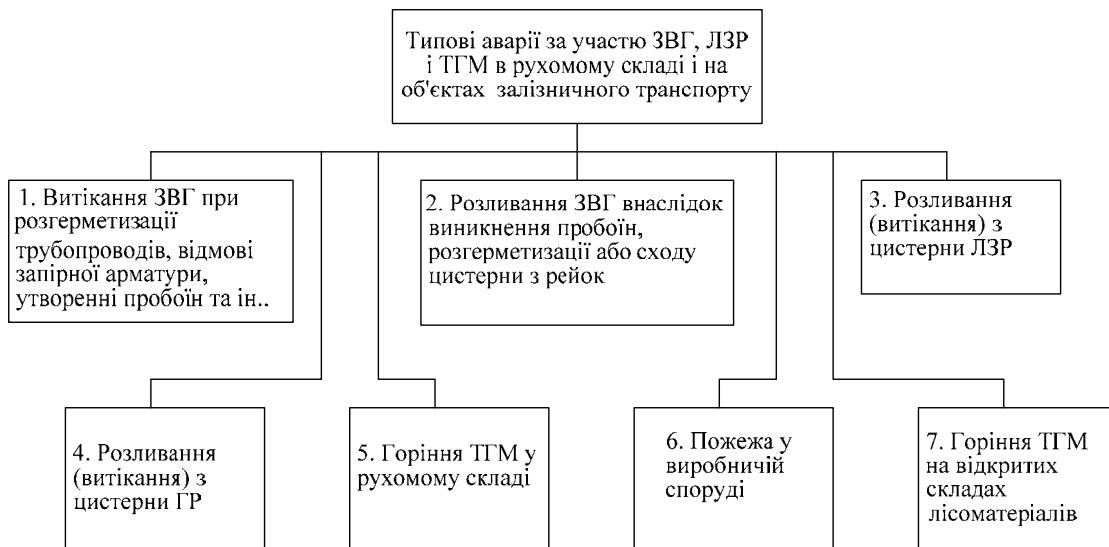 Типові аварії за участю ЗВГ, ЛЗР
і ТГМ в рухомому складі і на
об'єктах залізничного транспорту
1. Витікання ЗВГ при
розгерметизації
трубопроводів, відмові
запірної арматури,
утворенні пробоїн та ін..
2. Розливання ЗВГ внаслідок
виникнення пробоїн,
розгерметизації або сходу
цистерни з рейок
3. Розливання
(витікання) з
цистерни ЛЗР
4. Розливання
(витікання) з
цистерни ГР
5. Горіння ТГМ у
рухомому складі
6. Пожежа у
виробничій
споруді
7. Горіння ТГМ
на відкритих
складах
лісоматеріалів